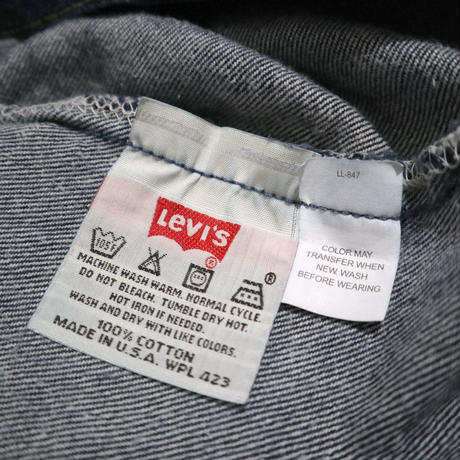 Levi's ®
105°
MACHINE WASH WARM. NORMAL CYCLE.
DO NOT BLEACH. TUMBLE DRY HOT.
HOT IRON IF NEEDED.
WASH AND DRY WITH LIKE COLORS.
100% COTTON
MADE IN U.S.A. WPL 423
LL-847
COLOR MAY
TRANSFER WHEN
NEW WASH
BEFORE WEARING